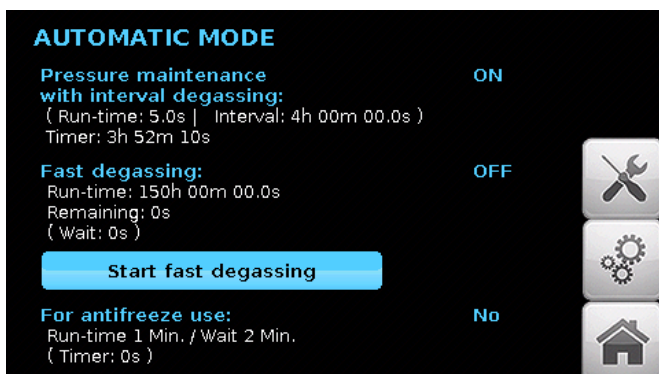 AUTOMATIC MODE
Pressure maintenance ON
with interval degassing:
( Run-time: 5.0s | Interval: 4h 00m 00.0s )
Timer: 3h 52m 10s
Fast degassing: OFF
Run-time: 150h 00m 00.0s
Remaining: 0s
( Wait: 0s )
Start fast degassing
For antifreeze use: No
Run-time 1 Min. / Wait 2 Min.
( Timer: 0s )